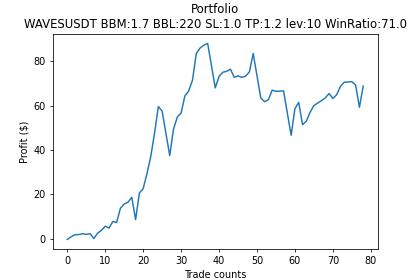 Portfolio
WAVESUSDT BBM:1.7 BBL:220 SL:1.0 TP:1.2 lev:10 WinRatio:71.0
Profit ($)
80
60
40
20
0
0 10 20 30 40 50 60 70 80
Trade counts